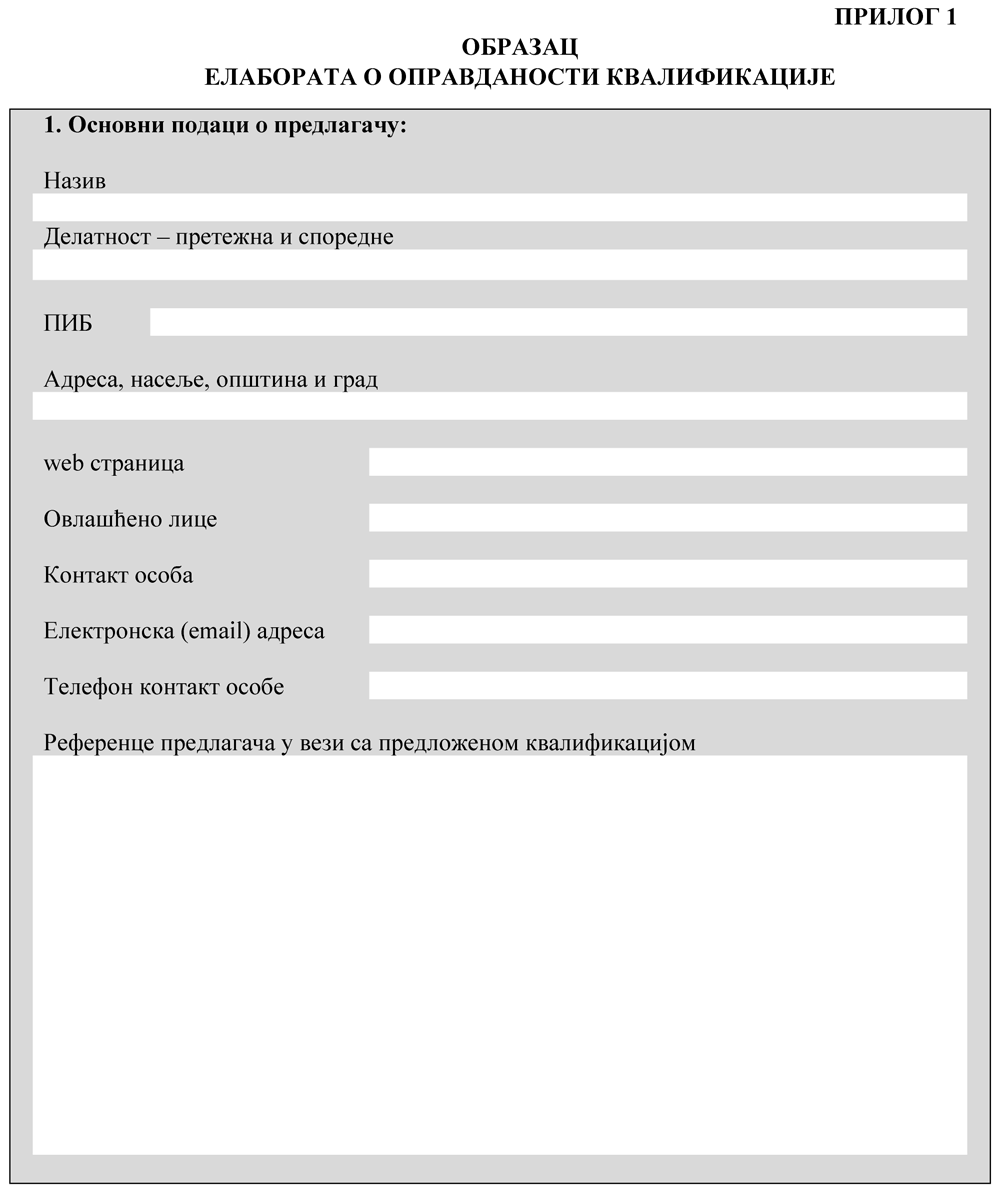 ПРИЛОГ 1
ОБРАЗАЦ
ЕЛАБОРАТА О ОПРАВДАНОСТИ КВАЛИФИКАЦИЈЕ
1. Основни подаци о предлагачу:
Назив
Делатност – претежна и споредне
ПИБ
Адреса, насеље, општина и град
web страница
Овлашћено лице
Контакт особа
Електронска (email) адреса
Телефон контакт особе
Референце предлагача у вези са предложеном квалификацијом